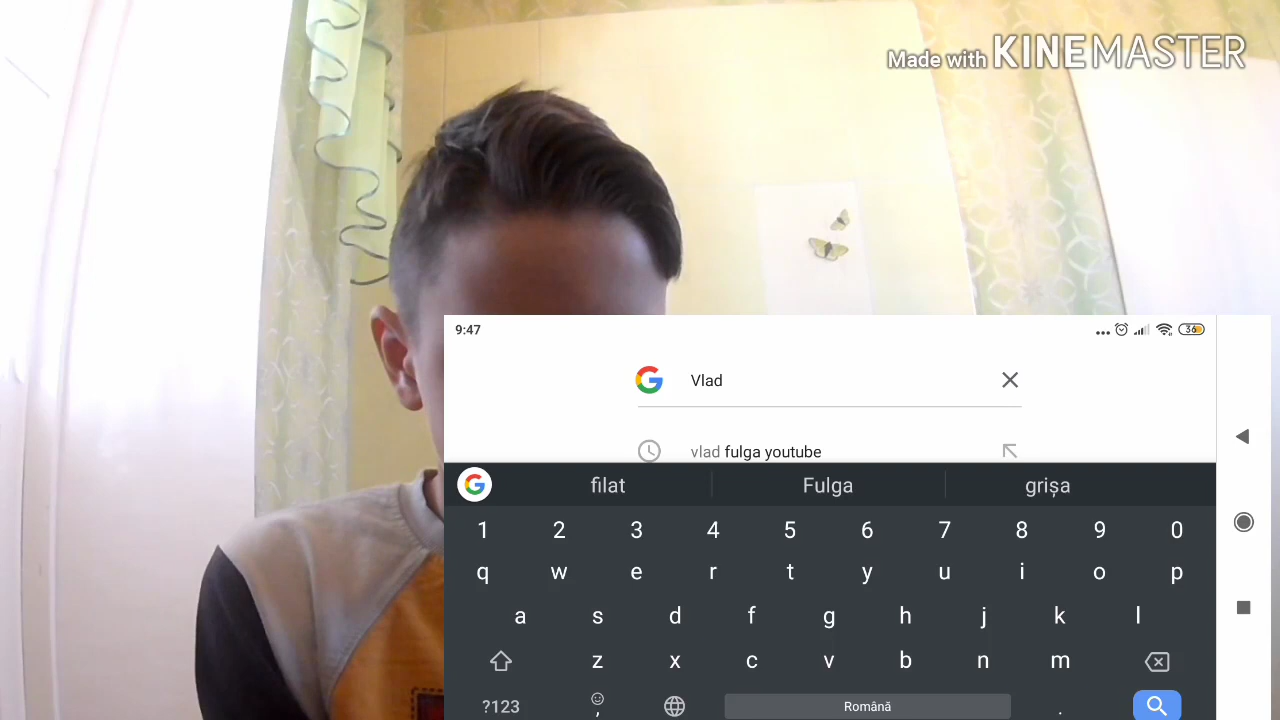 Made with KINEMASTER
9:47
36
Vlad
vlad fulga youtube
filat Fulga grișa
1 2 3 4 5 6 7 8 9 0
q w e r t y u i o p
a s d f g h j k l
z x c v b n m
?123 , Română .